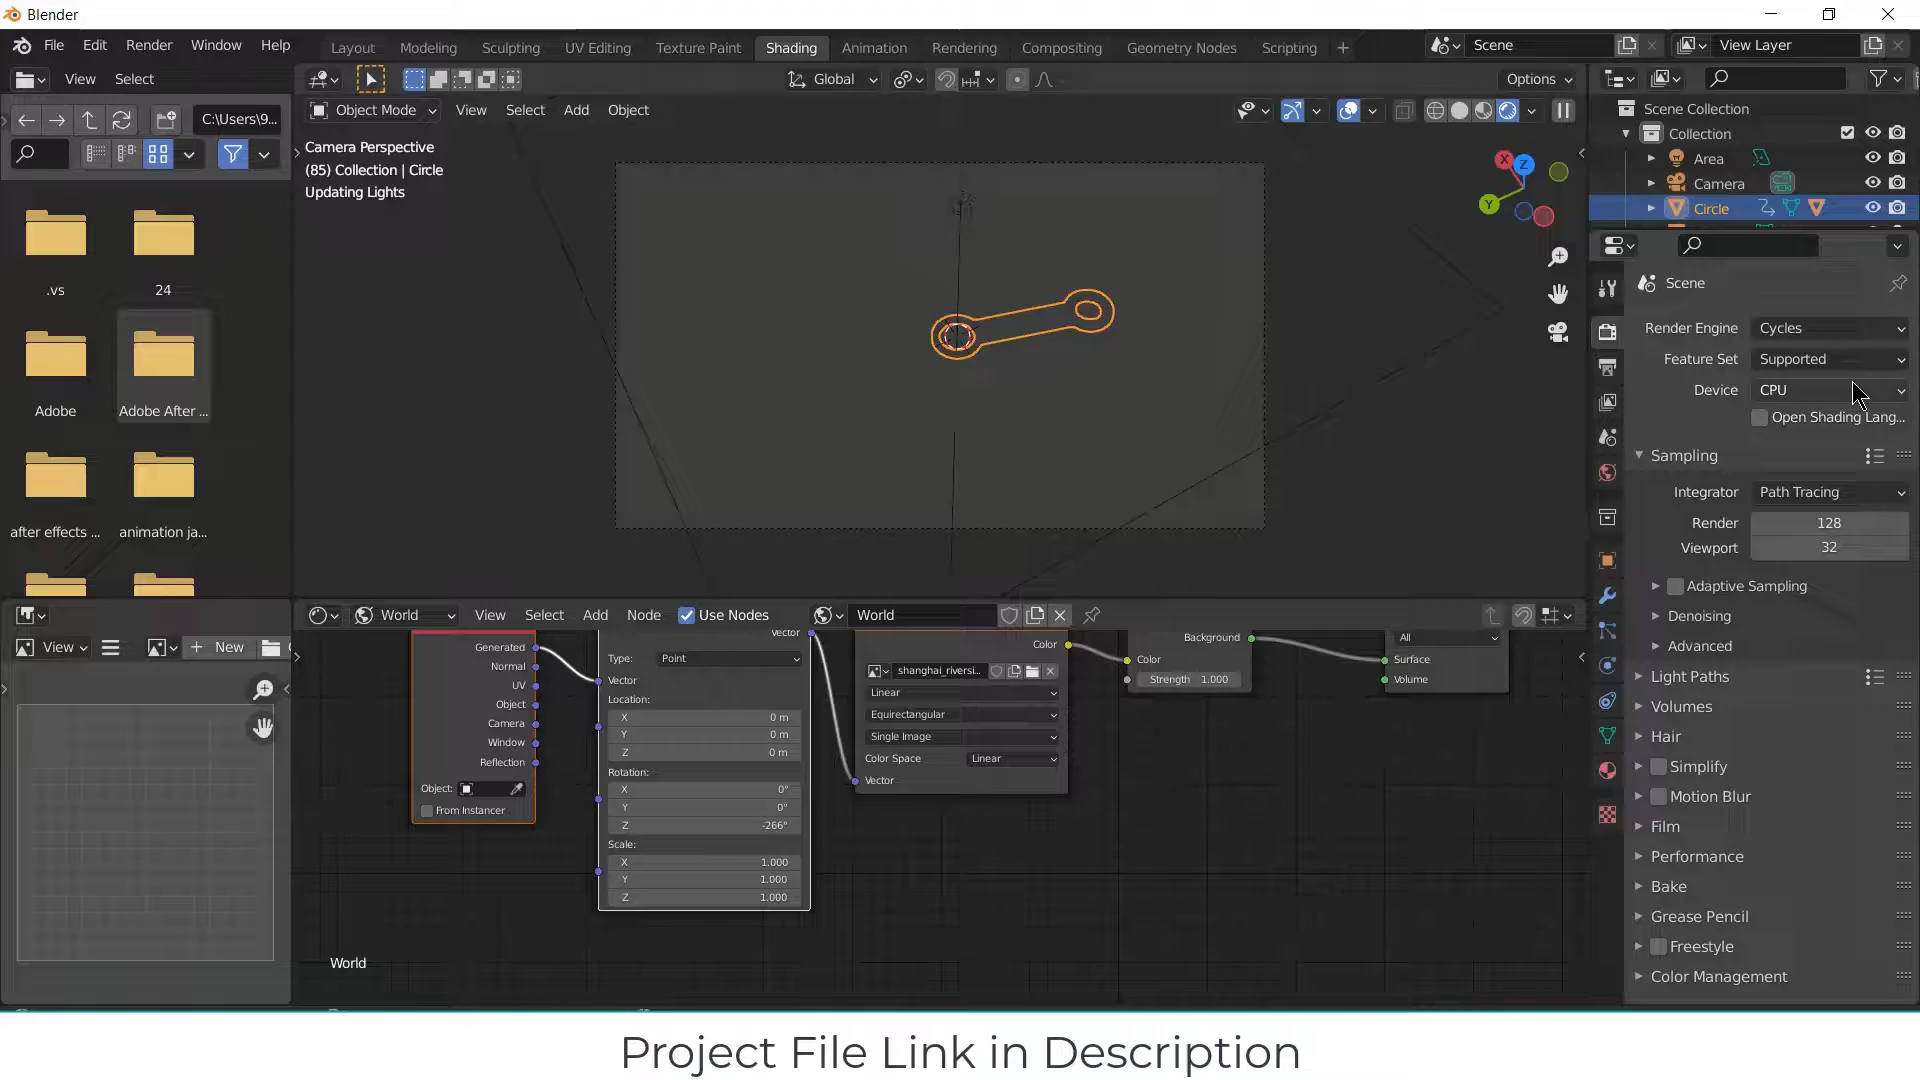 Blender
File Edit Render Window Help
Layout Modeling Sculpting UV Editing Texture Paint Shading Animation Rendering Compositing Geometry Nodes Scripting +
Scene
View Layer
View Select
Global
Options
C:\Users\9...
Object Mode View Select Add Object
Camera Perspective
(85) Collection | Circle
Updating Lights
X
Z
Y
.vs
24
Adobe
Adobe After ...
after effects ...
animation ja...
Scene Collection
Collection
Area
Camera
Circle
Scene
Render Engine Cycles
Feature Set Supported
Device CPU
Open Shading Lang...
Sampling
Integrator Path Tracing
Render 128
Viewport 32
Adaptive Sampling
Denoising
Advanced
Light Paths
Volumes
Hair
Simplify
Motion Blur
Film
Performance
Bake
Grease Pencil
Freestyle
Color Management
View
+ New
World View Select Add Node Use Nodes World
Generated
Normal
UV
Object
Camera
Window
Reflection
Object:
From Instancer
Vector
Type: Point
Vector
Location:
X 0 m
Y 0 m
Z 0 m
Rotation:
X 0°
Y 0°
Z -266°
Scale:
X 1.000
Y 1.000
Z 1.000
Color
shanghai_riversi...
Linear
Equirectangular
Single Image
Color Space Linear
Vector
Background
Color
Strength 1.000
All
Surface
Volume
World
Project File Link in Description